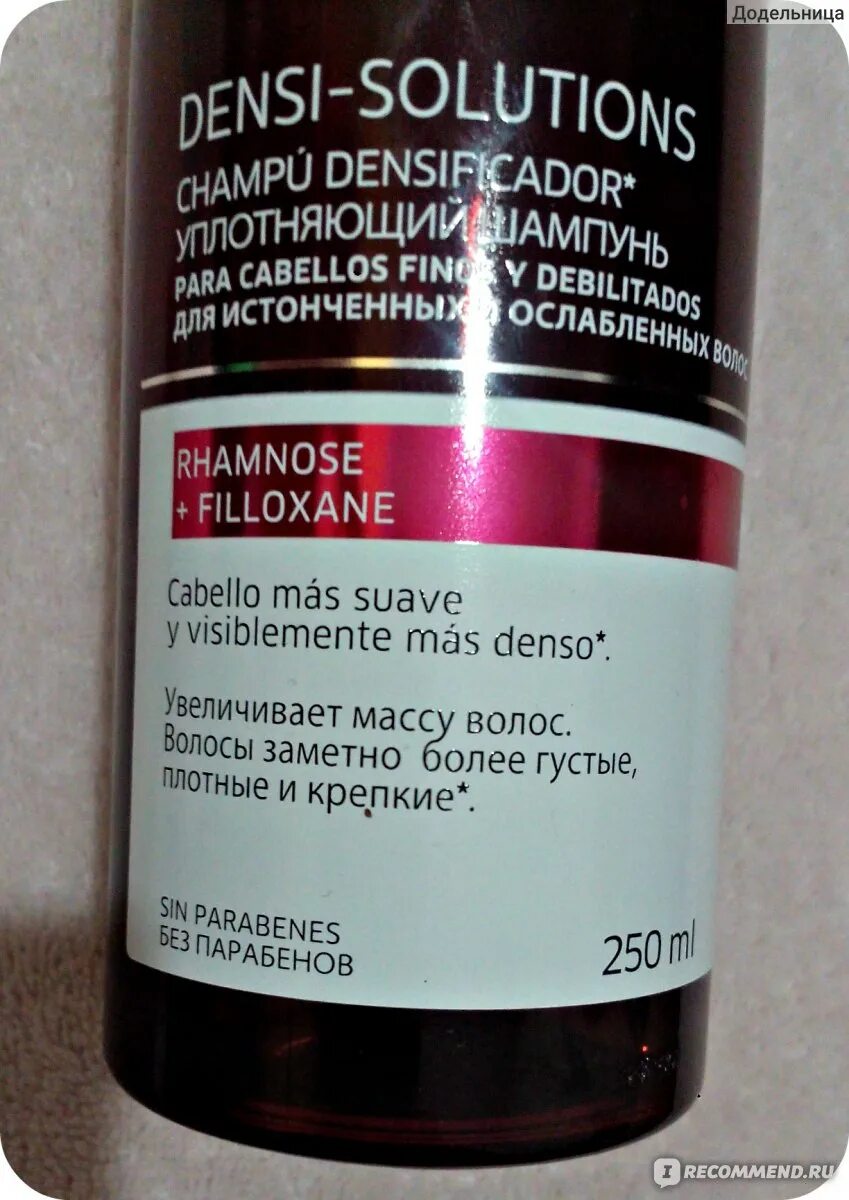 Додельница
DENSI-SOLUTIONS
CHAMPÚ DENSIFICADOR*
УПЛОТНЯЮЩИЙ ШАМПУНЬ
PARA CABELLOS FINOS Y DEBILITADOS
ДЛЯ ИСТОНЧЕННЫХ И ОСЛАБЛЕННЫХ ВОЛОС
RHAMNOSE
+ FILLOXANE
Cabello más suave
y visiblemente más denso*.
Увеличивает массу волос.
Волосы заметно более густые,
плотные и крепкие*.
SIN PARABENES
БЕЗ ПАРАБЕНОВ
250 ml
IRECOMMEND.RU